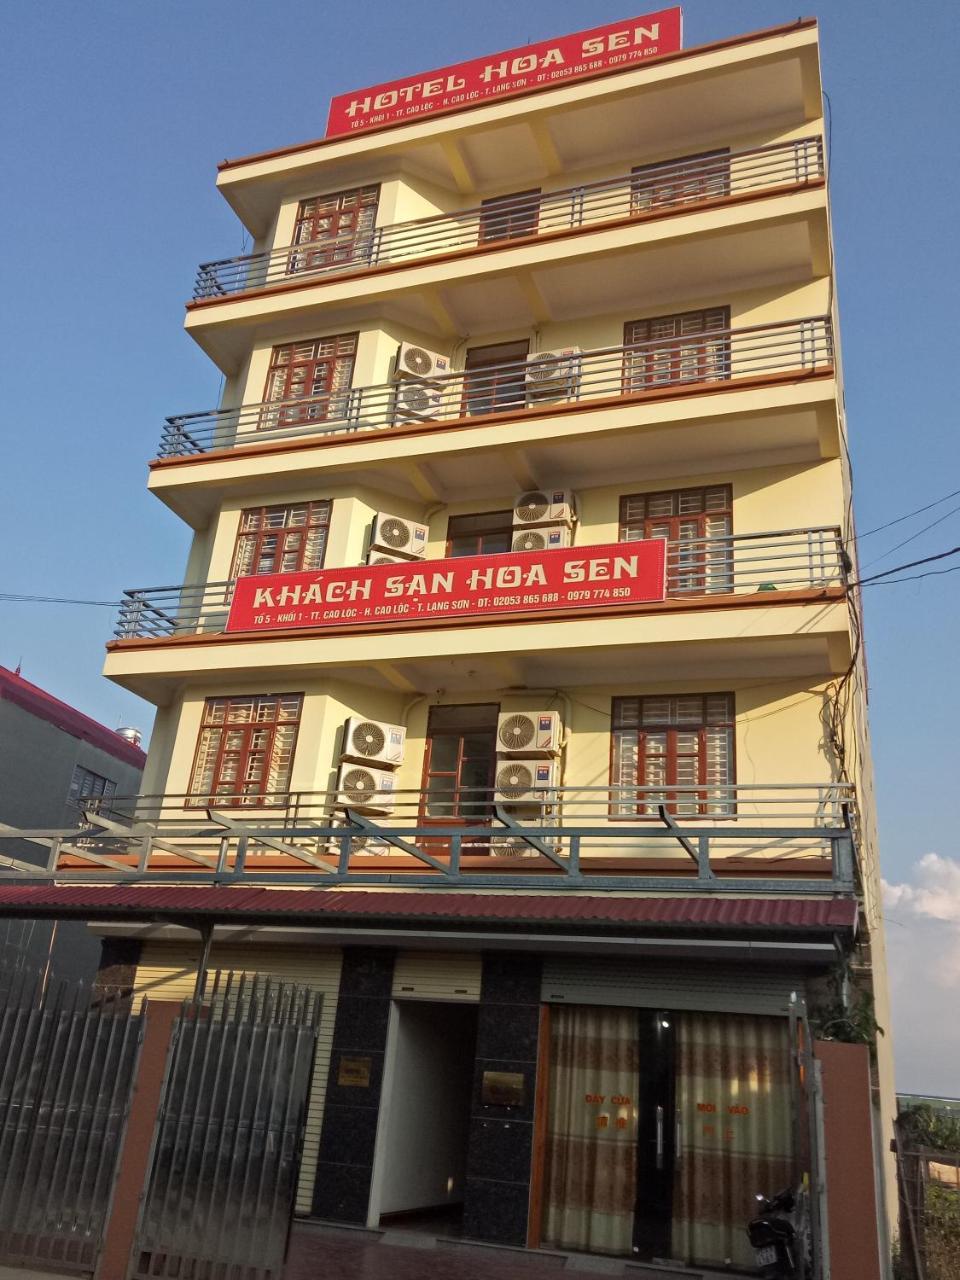 HOTEL HOA SEN
TỔ 5 - KHỐI 1 - TT. CAO LỘC - H. CAO LỘC - T. LẠNG SƠN - ĐT: 02053 865 688 - 0979 774 850
KHÁCH SẠN HOA SEN
TỔ 5 - KHỐI 1 - TT. CAO LỘC - H. CAO LỘC - T. LẠNG SƠN - ĐT: 02053 865 688 - 0979 774 850
ĐẨY CỬA
MỜI VÀO